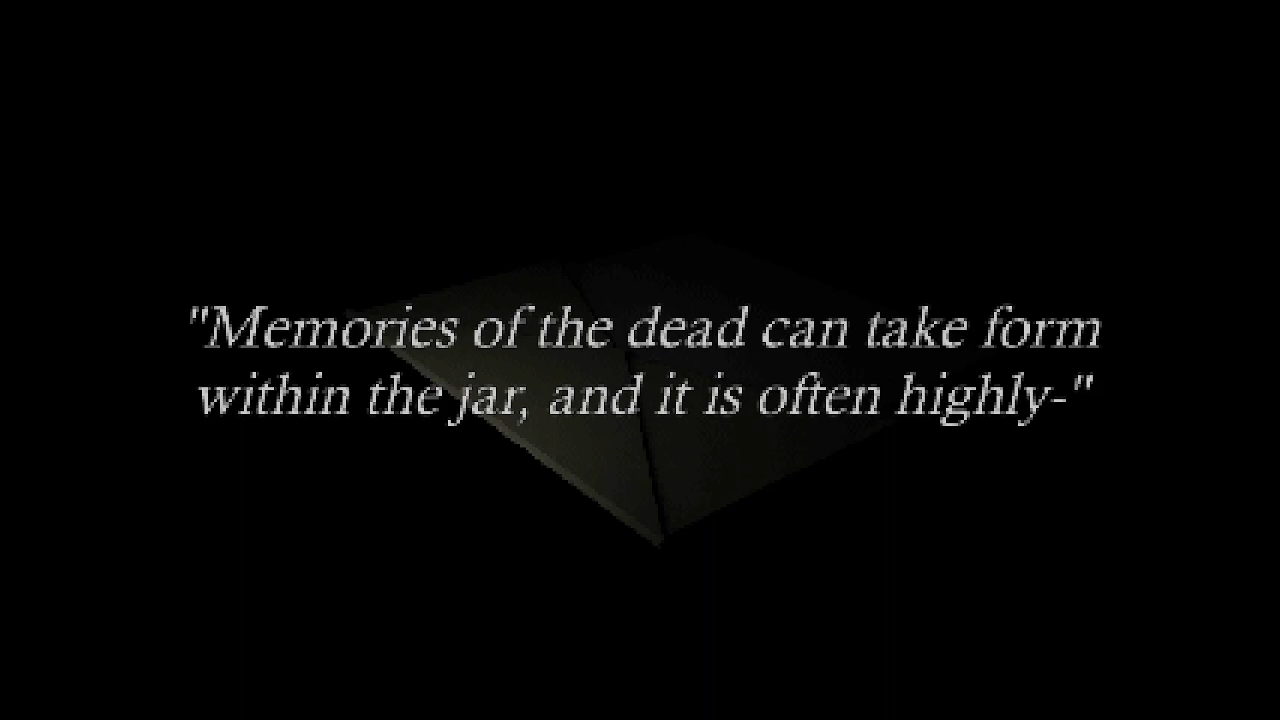 "Memories of the dead can take form
within the jar, and it is often highly-"